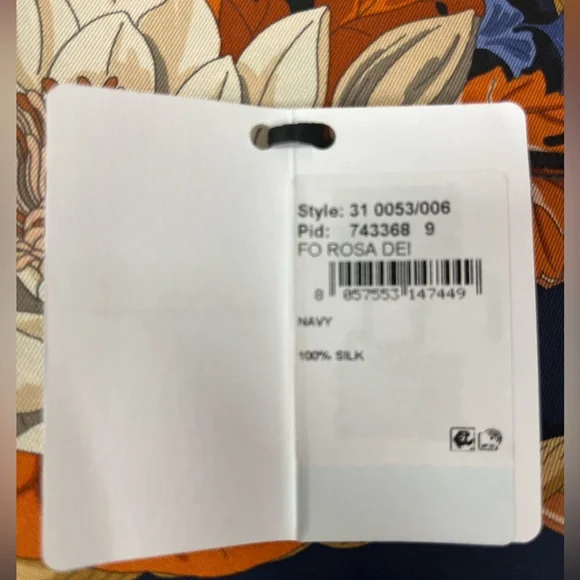 Style: 31 0053/006
Pid: 743368 9
FO ROSA DEI
8 057553 147449
NAVY
100% SILK